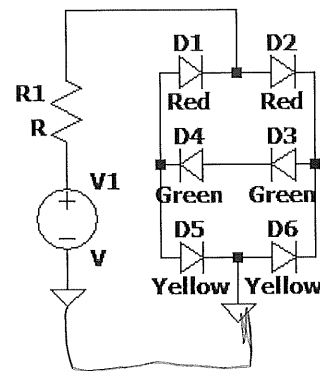 D1 D2
Red Red
R1
R
D4 D3
Green Green
V1
V
D5 D6
Yellow Yellow